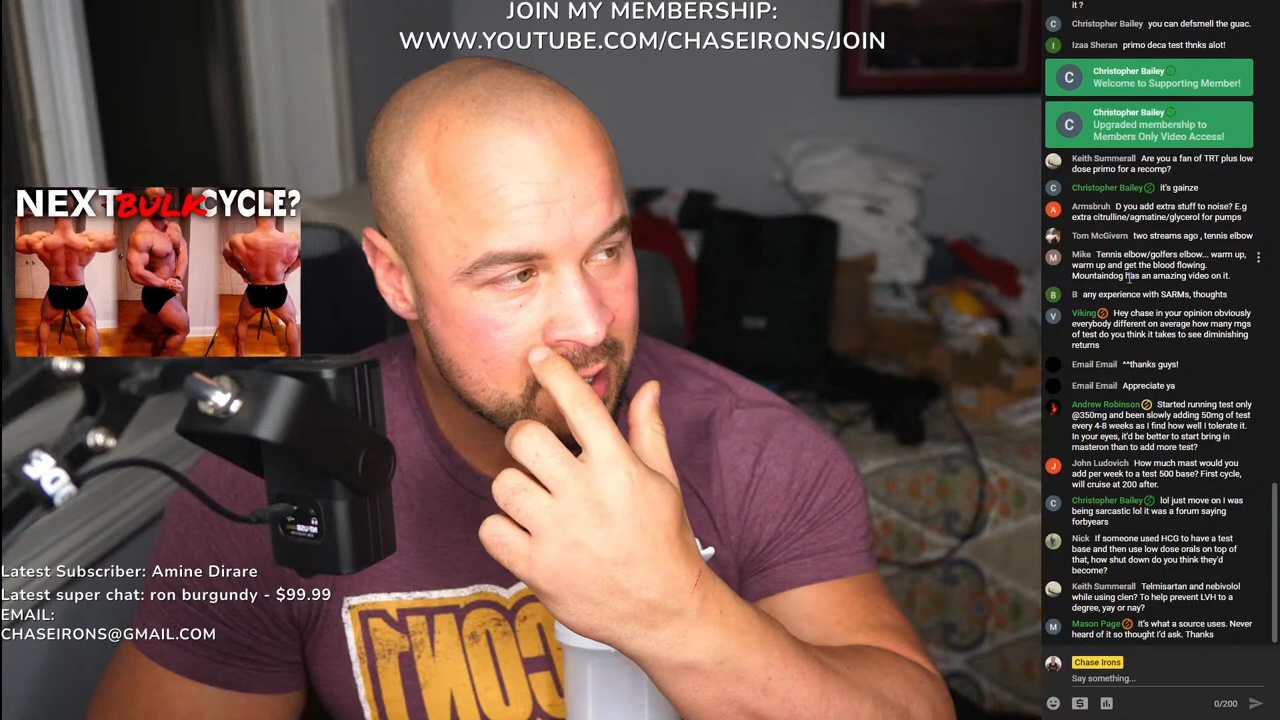 JOIN MY MEMBERSHIP:
WWW.YOUTUBE.COM/CHASEIRONS/JOIN
NEXT BULK CYCLE?
Latest Subscriber: Amine Dirare
Latest super chat: ron burgundy - $99.99
EMAIL:
CHASEIRONS@GMAIL.COM
it ?
C Christopher Bailey you can defsmell the guac.
I Izaa Sheran primo deca test thnks alot!
C Christopher Bailey
Welcome to Supporting Member!
C Christopher Bailey
Upgraded membership to
Members Only Video Access!
Keith Summerall Are you a fan of TRT plus low
dose primo for a recomp?
C Christopher Bailey it's gainze
A Armsbruh D you add extra stuff to noise? E.g
extra citrulline/agmatine/glycerol for pumps
Tom McGivern two streams ago , tennis elbow
M Mike Tennis elbow/golfers elbow... warm up,
warm up and get the blood flowing.
Mountaindog has an amazing video on it.
B B any experience with SARMs, thoughts
V Viking Hey chase in your opinion obviously
everybody different on average how many mgs
of test do you think it takes to see diminishing
returns
Email Email ^^thanks guys!
Email Email Appreciate ya
Andrew Robinson Started running test only
@350mg and been slowly adding 50mg of test
every 4-8 weeks as I find how well I tolerate it.
In your eyes, it'd be better to start bring in
masteron than to add more test?
J John Ludovich How much mast would you
add per week to a test 500 base? First cycle,
will cruise at 200 after.
C Christopher Bailey lol just move on I was
being sarcastic lol it was a forum saying
forbyears
Nick If someone used HCG to have a test
base and then use low dose orals on top of
that, how shut down do you think they'd
become?
Keith Summerall Telmisartan and nebivolol
while using clen? To help prevent LVH to a
degree, yay or nay?
M Mason Page It's what a source uses. Never
heard of it so thought I'd ask. Thanks
Chase Irons
Say something...
0/200